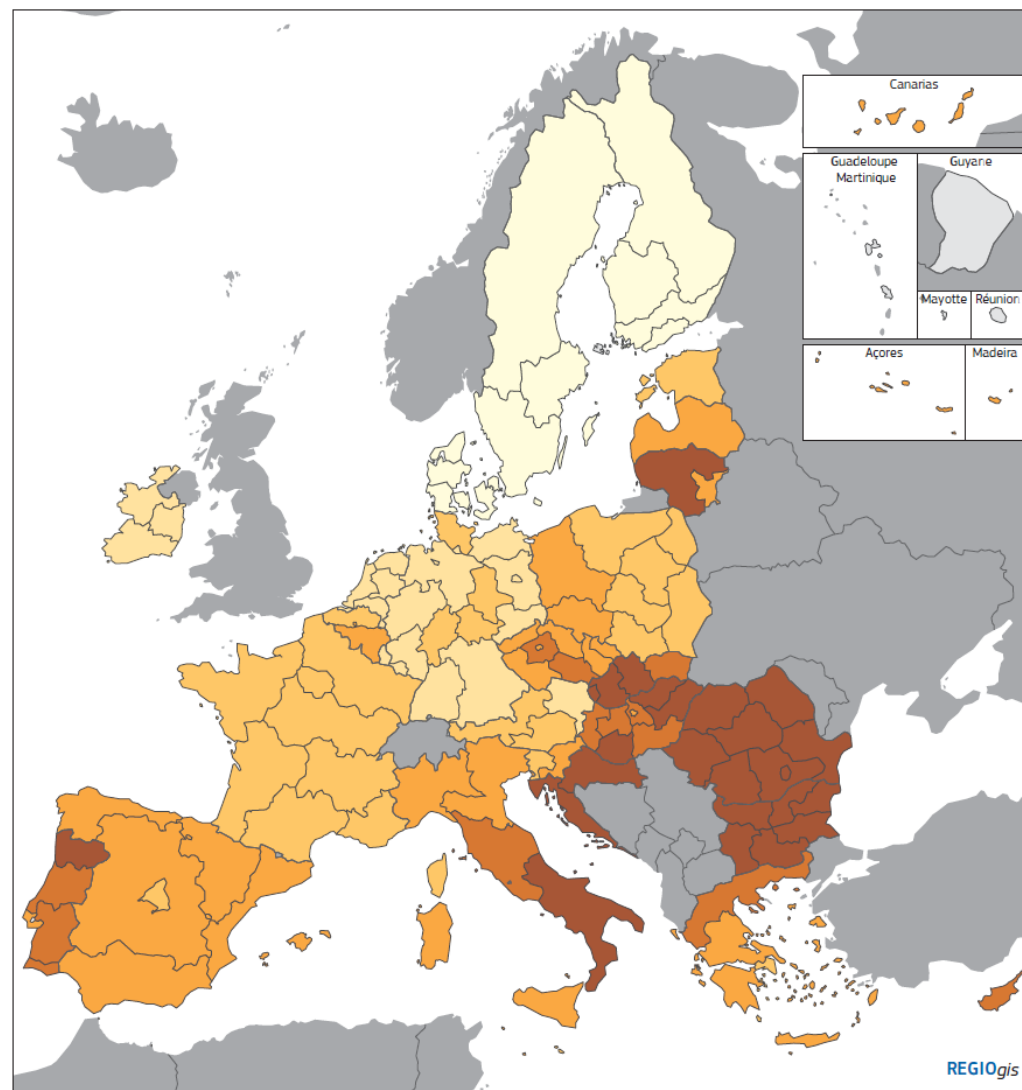 Canarias
Guadeloupe
Martinique
Guyane
Mayotte
Réunion
Açores
Madeira
REGIOgis